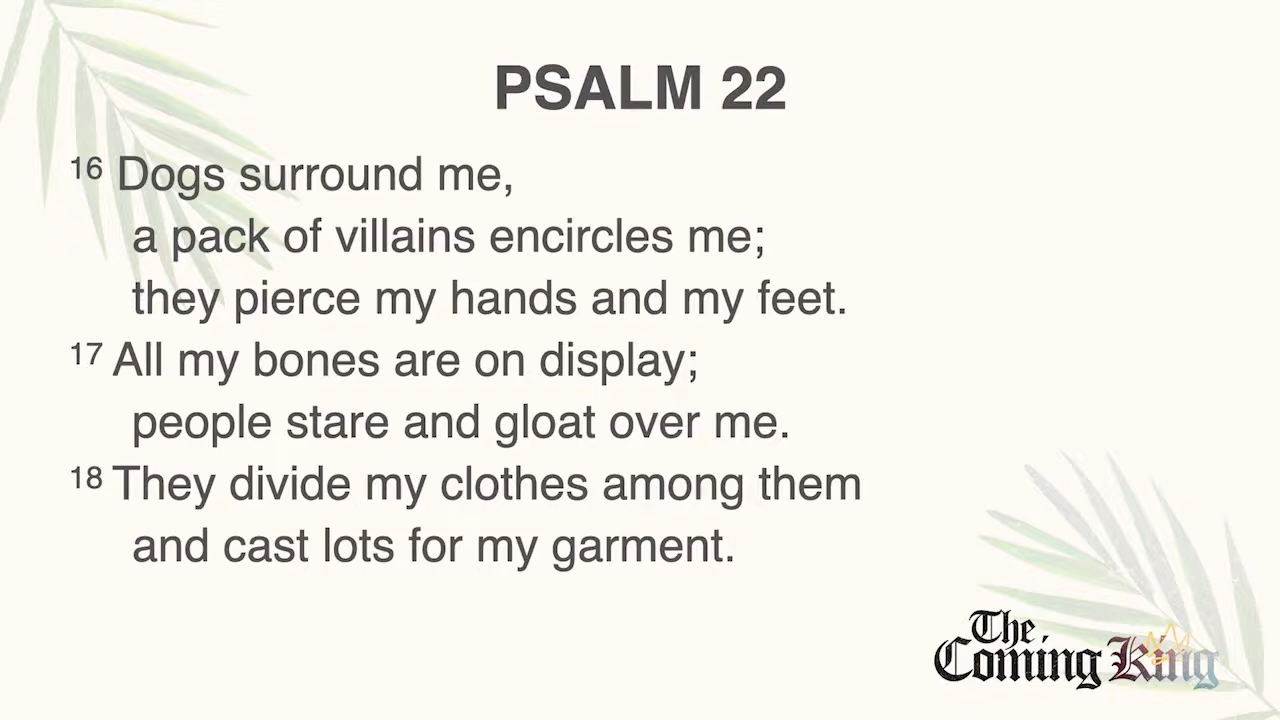 PSALM 22
16 Dogs surround me,
a pack of villains encircles me;
they pierce my hands and my feet.
17 All my bones are on display;
people stare and gloat over me.
18 They divide my clothes among them
and cast lots for my garment.
The
Coming King